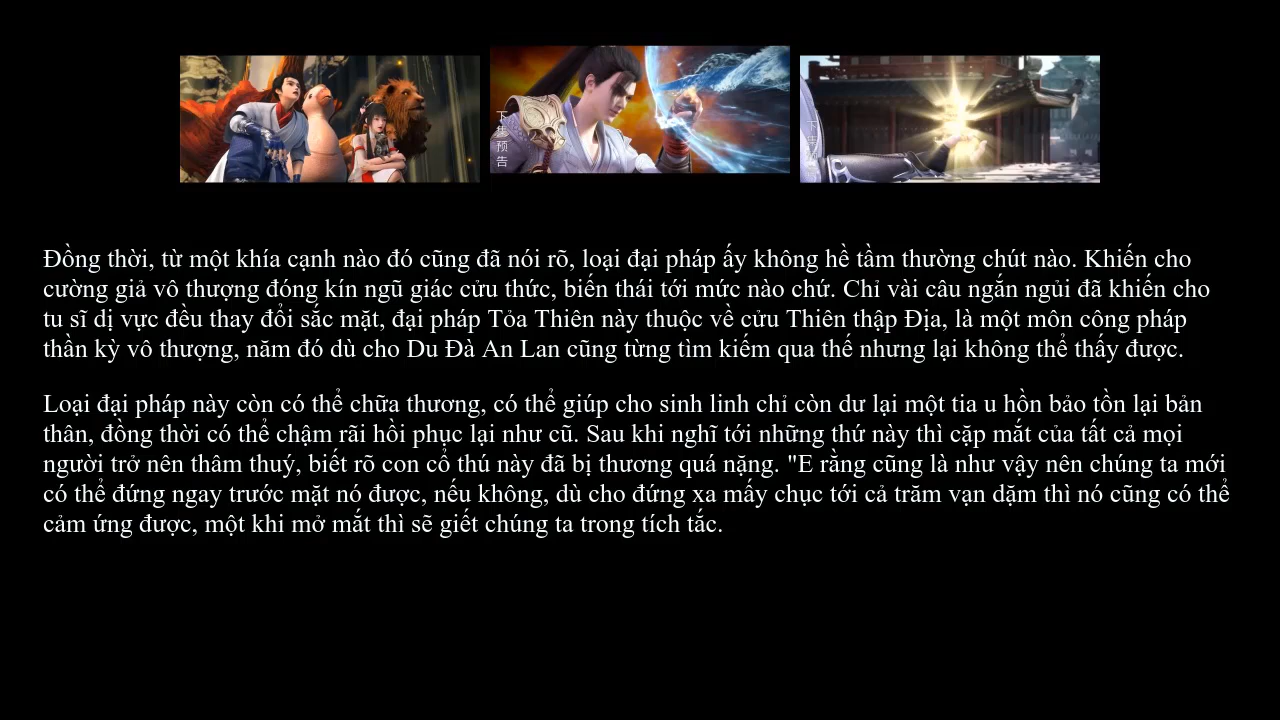 下集预告
Đồng thời, từ một khía cạnh nào đó cũng đã nói rõ, loại đại pháp ấy không hề tầm thường chút nào. Khiến cho
cường giả vô thượng đóng kín ngũ giác cửu thức, biến thái tới mức nào chứ. Chỉ vài câu ngắn ngủi đã khiến cho
tu sĩ dị vực đều thay đổi sắc mặt, đại pháp Tỏa Thiên này thuộc về cửu Thiên thập Địa, là một môn công pháp
thần kỳ vô thượng, năm đó dù cho Du Đà An Lan cũng từng tìm kiếm qua thế nhưng lại không thể thấy được.
Loại đại pháp này còn có thể chữa thương, có thể giúp cho sinh linh chỉ còn dư lại một tia u hồn bảo tồn lại bản
thân, đồng thời có thể chậm rãi hồi phục lại như cũ. Sau khi nghĩ tới những thứ này thì cặp mắt của tất cả mọi
người trở nên thâm thuý, biết rõ con cổ thú này đã bị thương quá nặng. "E rằng cũng là như vậy nên chúng ta mới
có thể đứng ngay trước mặt nó được, nếu không, dù cho đứng xa mấy chục tới cả trăm vạn dặm thì nó cũng có thể
cảm ứng được, một khi mở mắt thì sẽ giết chúng ta trong tích tắc.